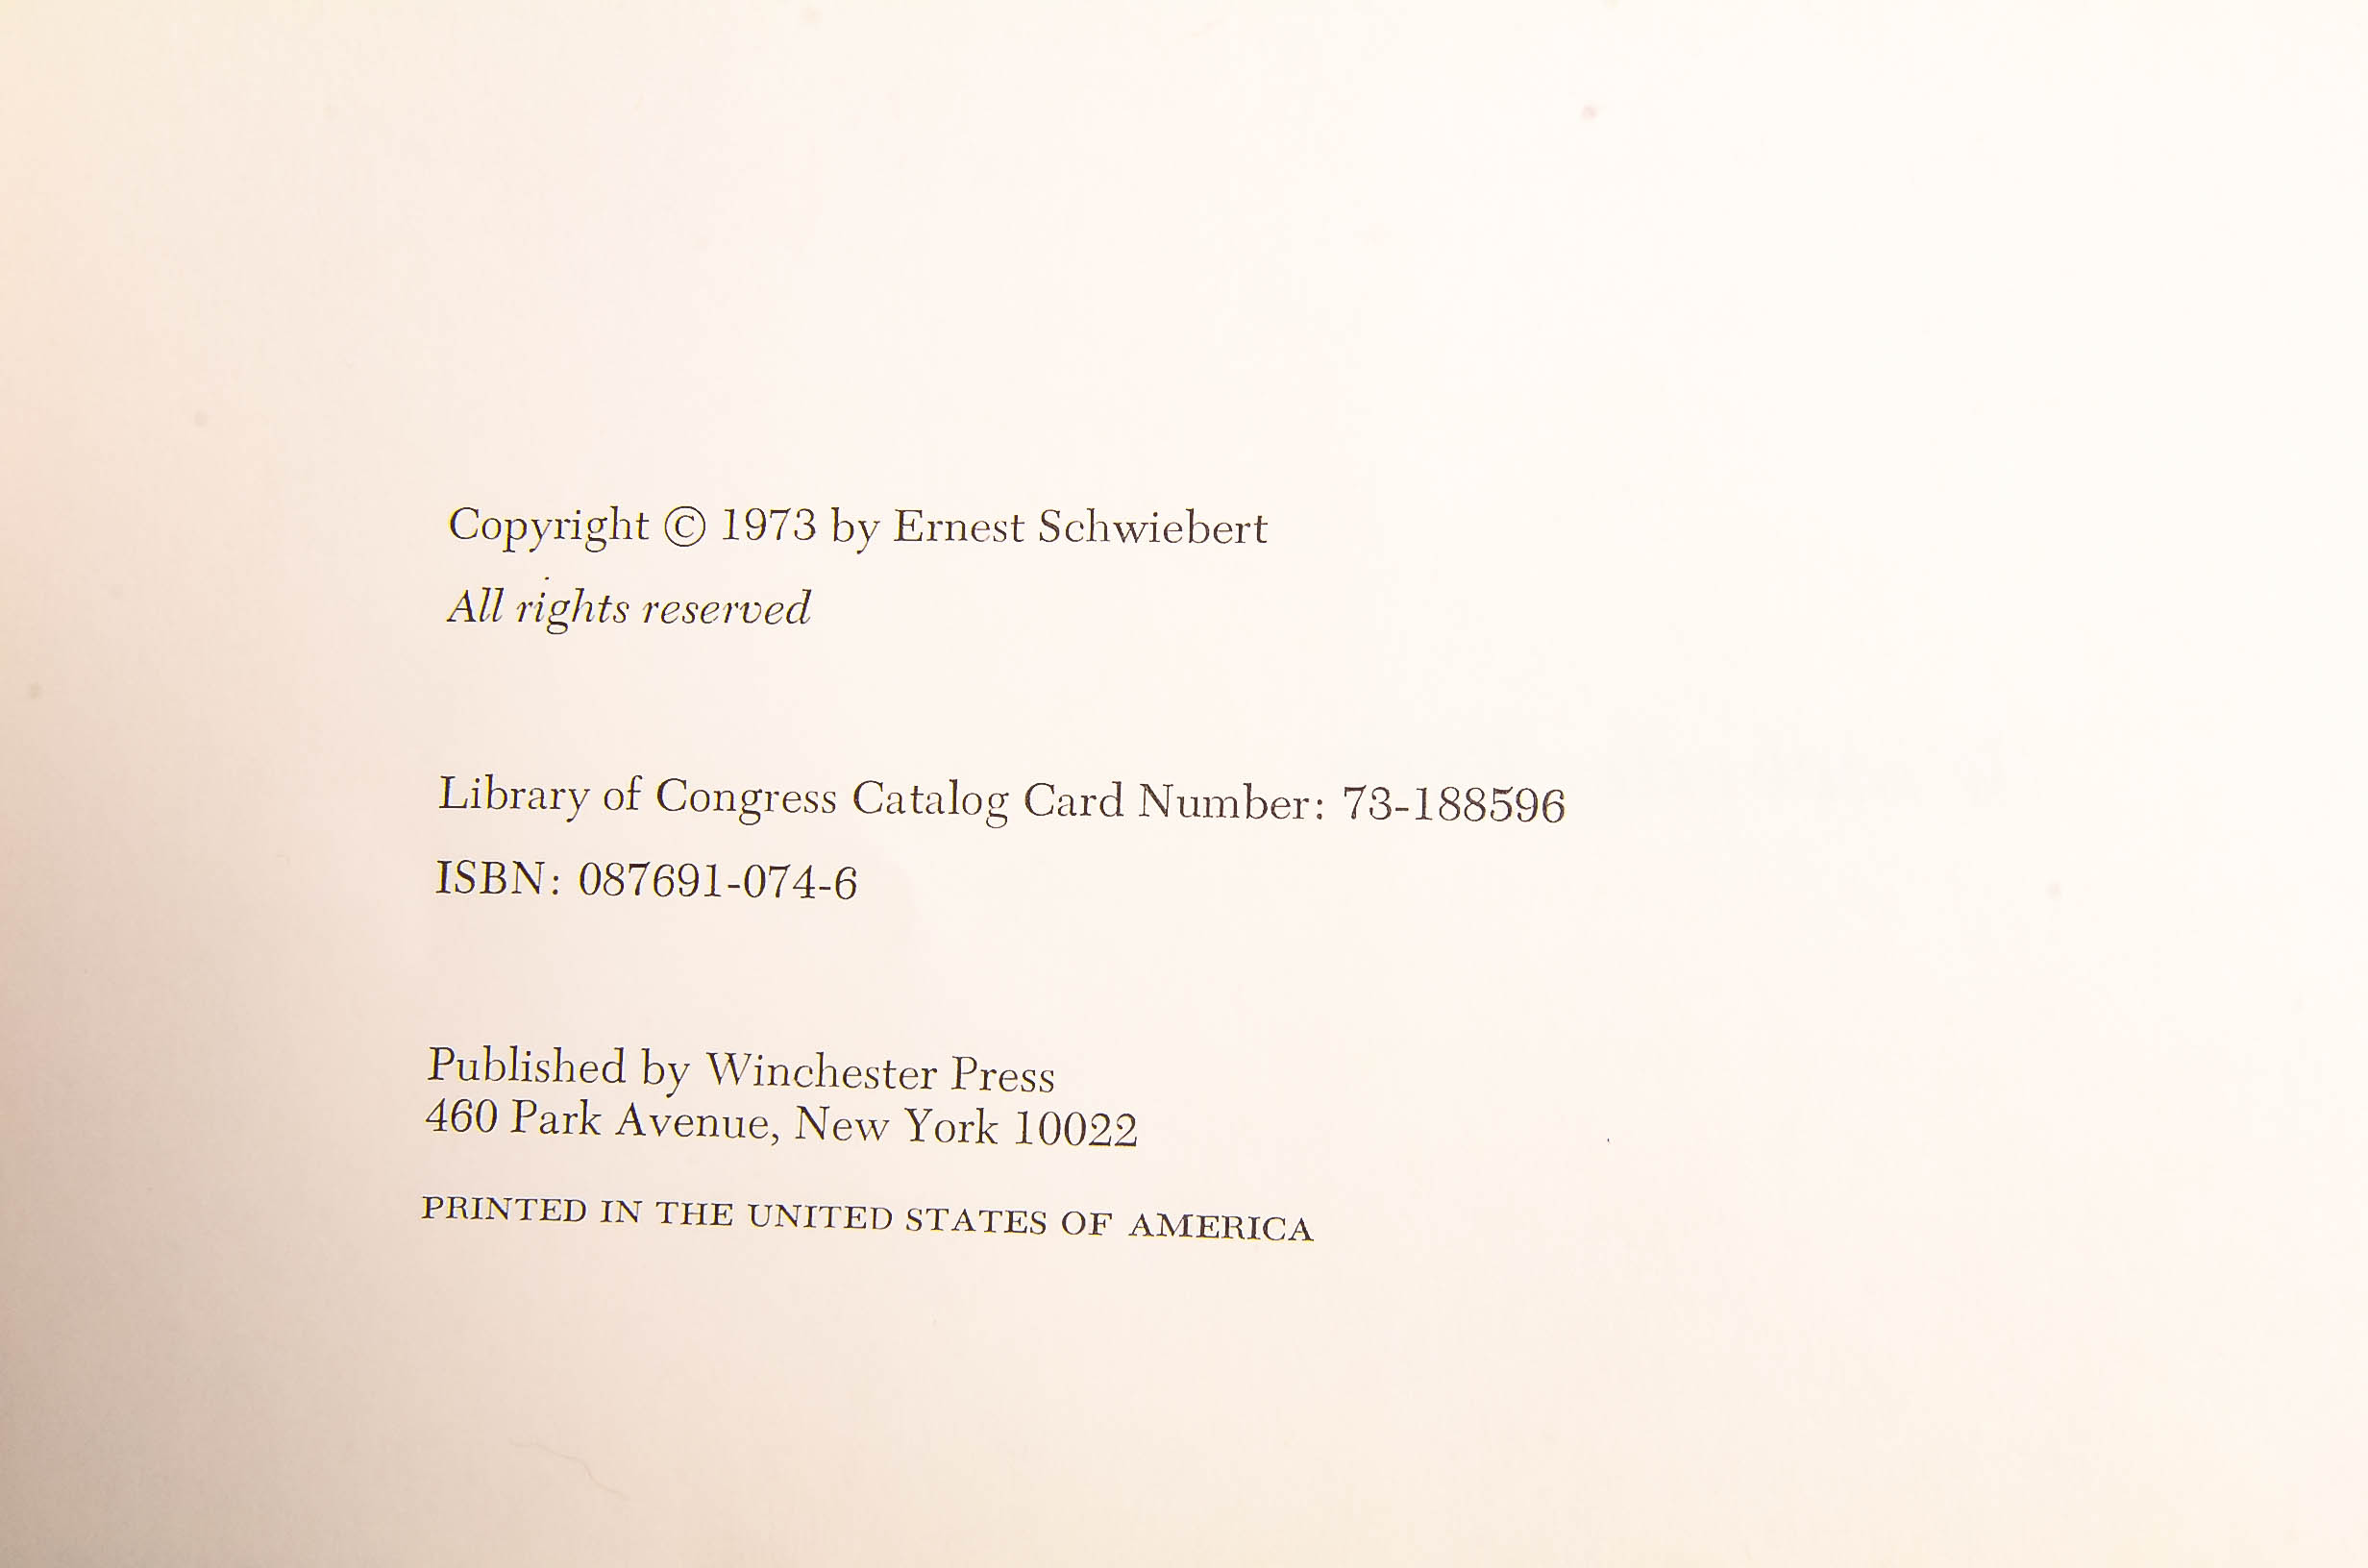 Copyright © 1973 by Ernest Schwiebert
All rights reserved
Library of Congress Catalog Card Number: 73-188596
ISBN: 087691-074-6
Published by Winchester Press
460 Park Avenue, New York 10022
PRINTED IN THE UNITED STATES OF AMERICA